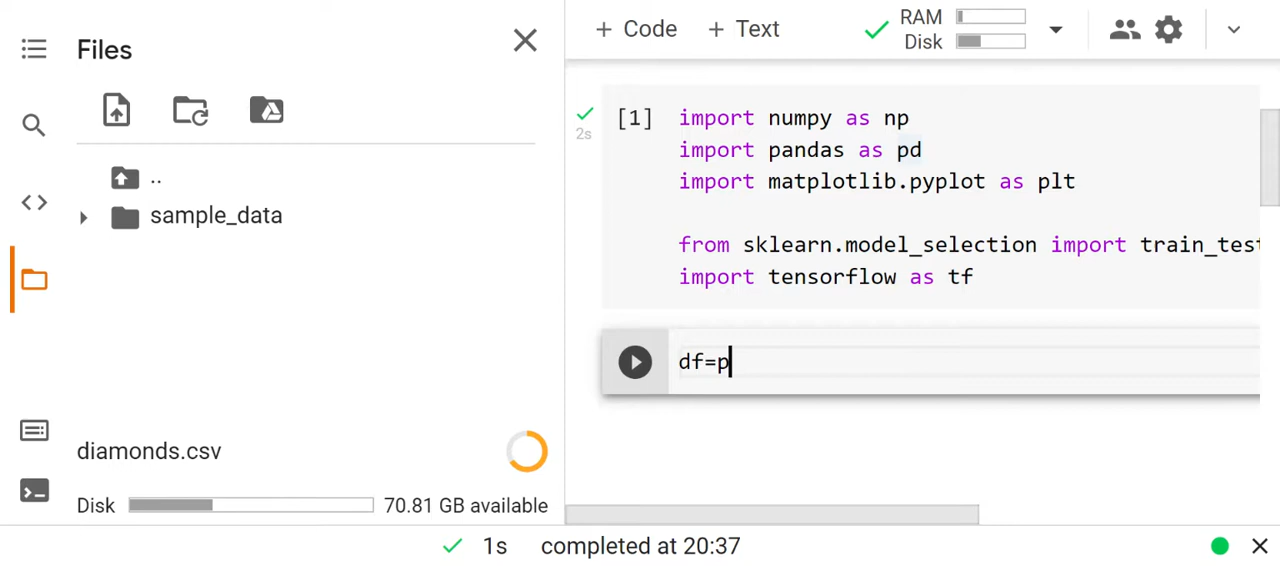 Files
..
sample_data
diamonds.csv
Disk 70.81 GB available
+ Code + Text
RAM
Disk
[1] import numpy as np
2s
import pandas as pd
import matplotlib.pyplot as plt
from sklearn.model_selection import train_test
import tensorflow as tf
df=p
1s completed at 20:37